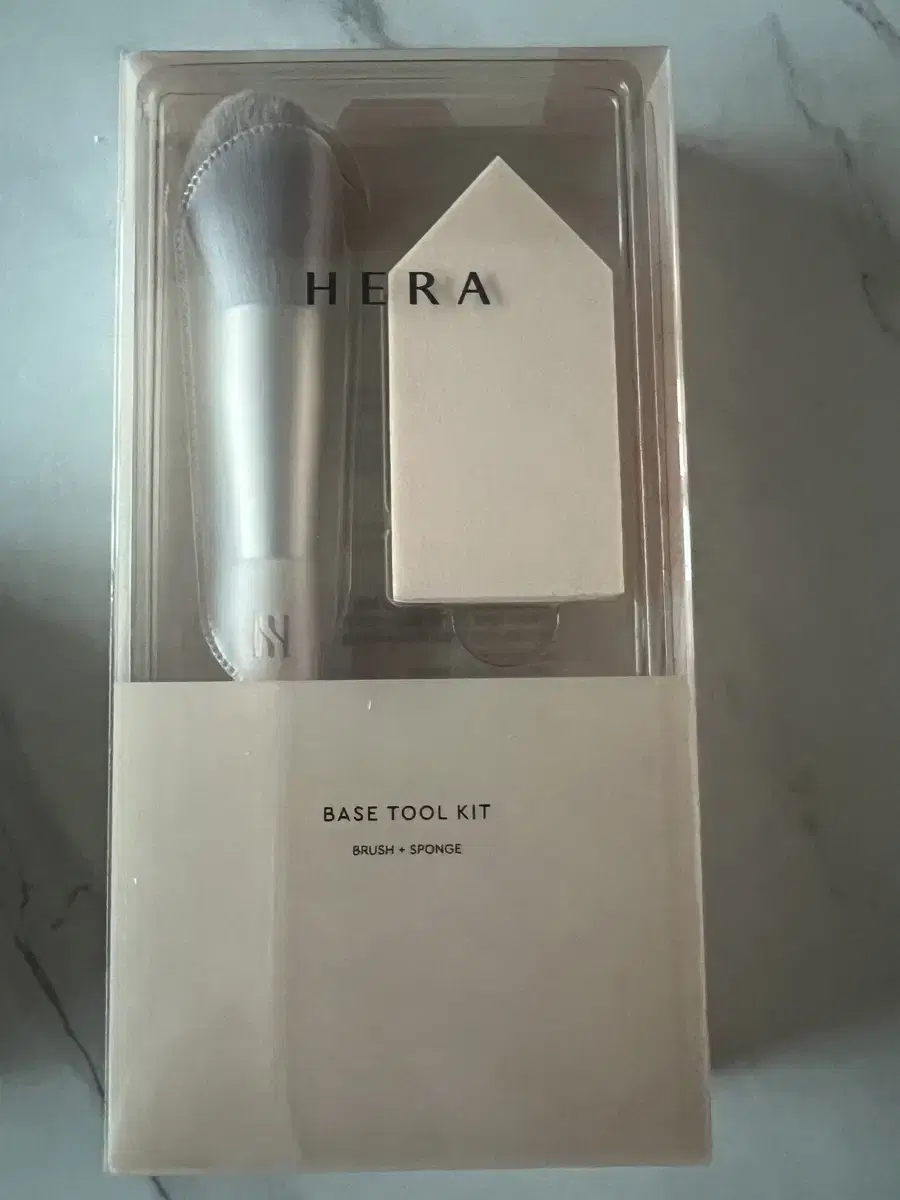 HERA
BASE TOOL KIT
BRUSH + SPONGE